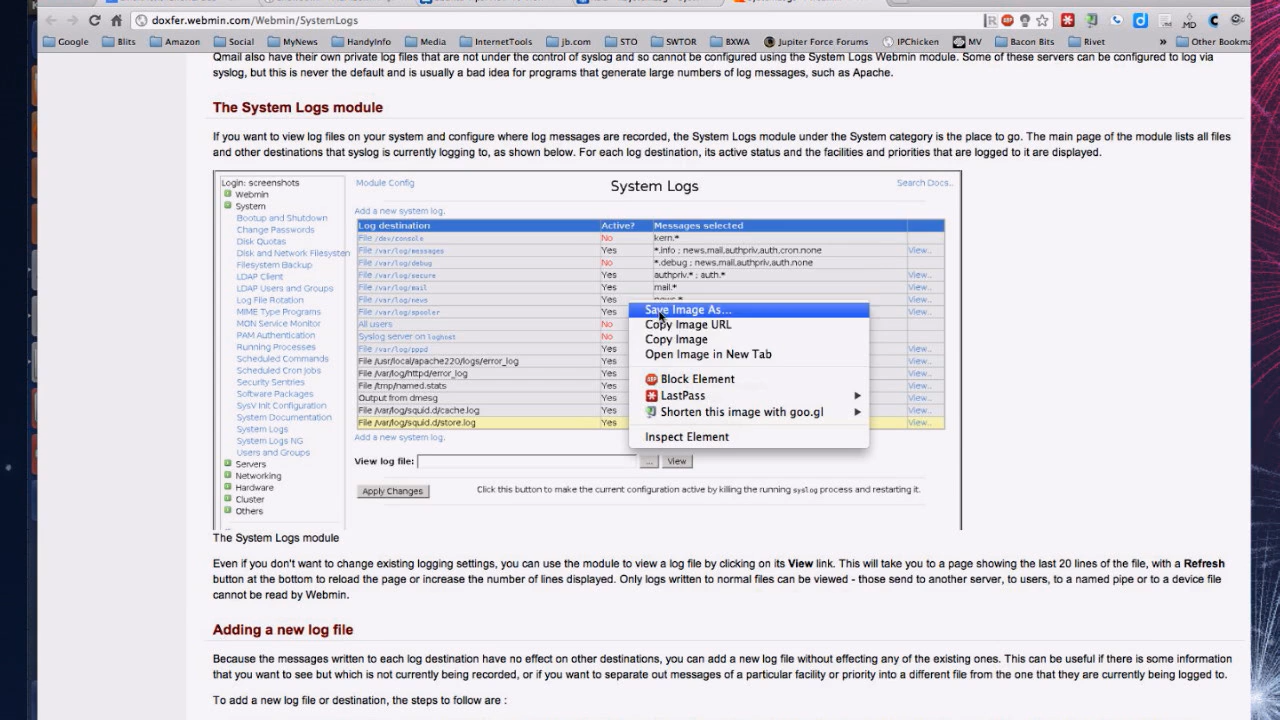 doxfer.webmin.com/Webmin/SystemLogs
Google Blits Amazon Social MyNews HandyInfo Media InternetTools jb.com STO SWTOR BXWA Jupiter Force Forums IPChicken MV Bacon Bits Rivet » Other Bookma
Qmail also have their own private log files that are not under the control of syslog and so cannot be configured using the System Logs Webmin module. Some of these servers can be configured to log via
syslog, but this is never the default and is usually a bad idea for programs that generate large numbers of log messages, such as Apache.
The System Logs module
If you want to view log files on your system and configure where log messages are recorded, the System Logs module under the System category is the place to go. The main page of the module lists all files
and other destinations that syslog is currently logging to, as shown below. For each log destination, its active status and the facilities and priorities that are logged to it are displayed.
Login: screenshots
Webmin
System
Bootup and Shutdown
Change Passwords
Disk Quotas
Disk and Network Filesystem
Filesystem Backup
LDAP Client
LDAP Users and Groups
Log File Rotation
MIME Type Programs
MON Service Monitor
PAM Authentication
Running Processes
Scheduled Commands
Scheduled Cron Jobs
Security Sentries
Software Packages
SysV Init Configuration
System Documentation
System Logs
System Logs NG
Users and Groups
Servers
Networking
Hardware
Cluster
Others
Module Config
System Logs
Search Docs..
Add a new system log.
Log destination Active? Messages selected
File /dev/console No kern.*
File /var/log/messages Yes *.info ; news,mail,authpriv,auth,cron.none View..
File /var/log/debug No *.debug ; news,mail,authpriv,auth.none
File /var/log/secure Yes authpriv.* ; auth.* View..
File /var/log/mail Yes mail.* View..
File /var/log/news Yes news.* View..
File /var/log/spooler Yes View..
All users No
Syslog server on loghost No
File /var/log/pppd Yes View..
File /usr/local/apache220/logs/error_log Yes View..
File /var/log/httpd/error_log Yes View..
File /tmp/named.stats Yes View..
Output from dmesg Yes View..
File /var/log/squid.d/cache.log Yes View..
File /var/log/squid.d/store.log Yes View..
Add a new system log.
View log file: ... View
Apply Changes Click this button to make the current configuration active by killing the running syslog process and restarting it.
Save Image As...
Copy Image URL
Copy Image
Open Image in New Tab
Block Element
LastPass
Shorten this image with goo.gl
Inspect Element
The System Logs module
Even if you don't want to change existing logging settings, you can use the module to view a log file by clicking on its View link. This will take you to a page showing the last 20 lines of the file, with a Refresh
button at the bottom to reload the page or increase the number of lines displayed. Only logs written to normal files can be viewed - those send to another server, to users, to a named pipe or to a device file
cannot be read by Webmin.
Adding a new log file
Because the messages written to each log destination have no effect on other destinations, you can add a new log file without effecting any of the existing ones. This can be useful if there is some information
that you want to see but which is not currently being recorded, or if you want to separate out messages of a particular facility or priority into a different file from the one that they are currently being logged to.
To add a new log file or destination, the steps to follow are :